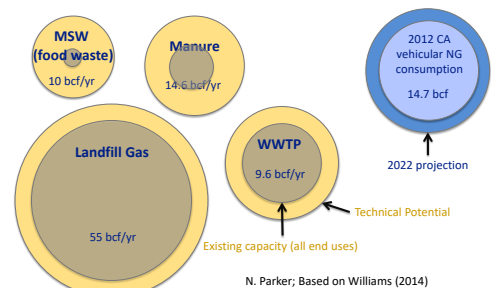 MSW
(food waste)
10 bcf/yr
Manure
14.6 bcf/yr
2012 CA
vehicular NG
consumption
14.7 bcf
2022 projection
Landfill Gas
55 bcf/yr
WWTP
9.6 bcf/yr
Technical Potential
Existing capacity (all end uses)
N. Parker; Based on Williams (2014)